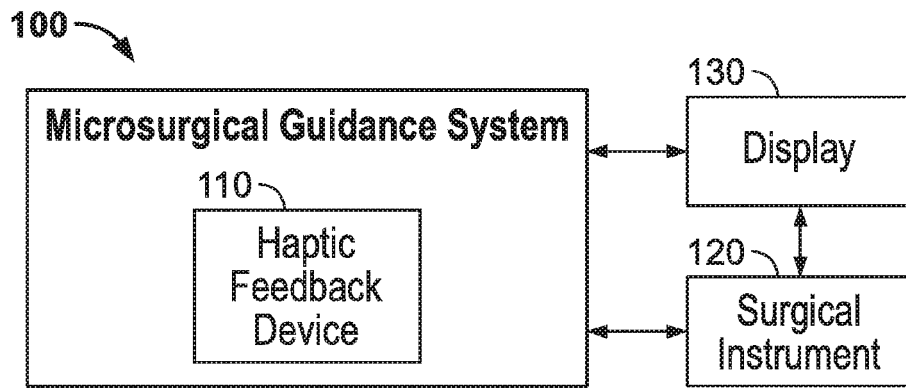 100
130
Microsurgical Guidance System
Display
110
Haptic
Feedback
Device
120
Surgical
Instrument